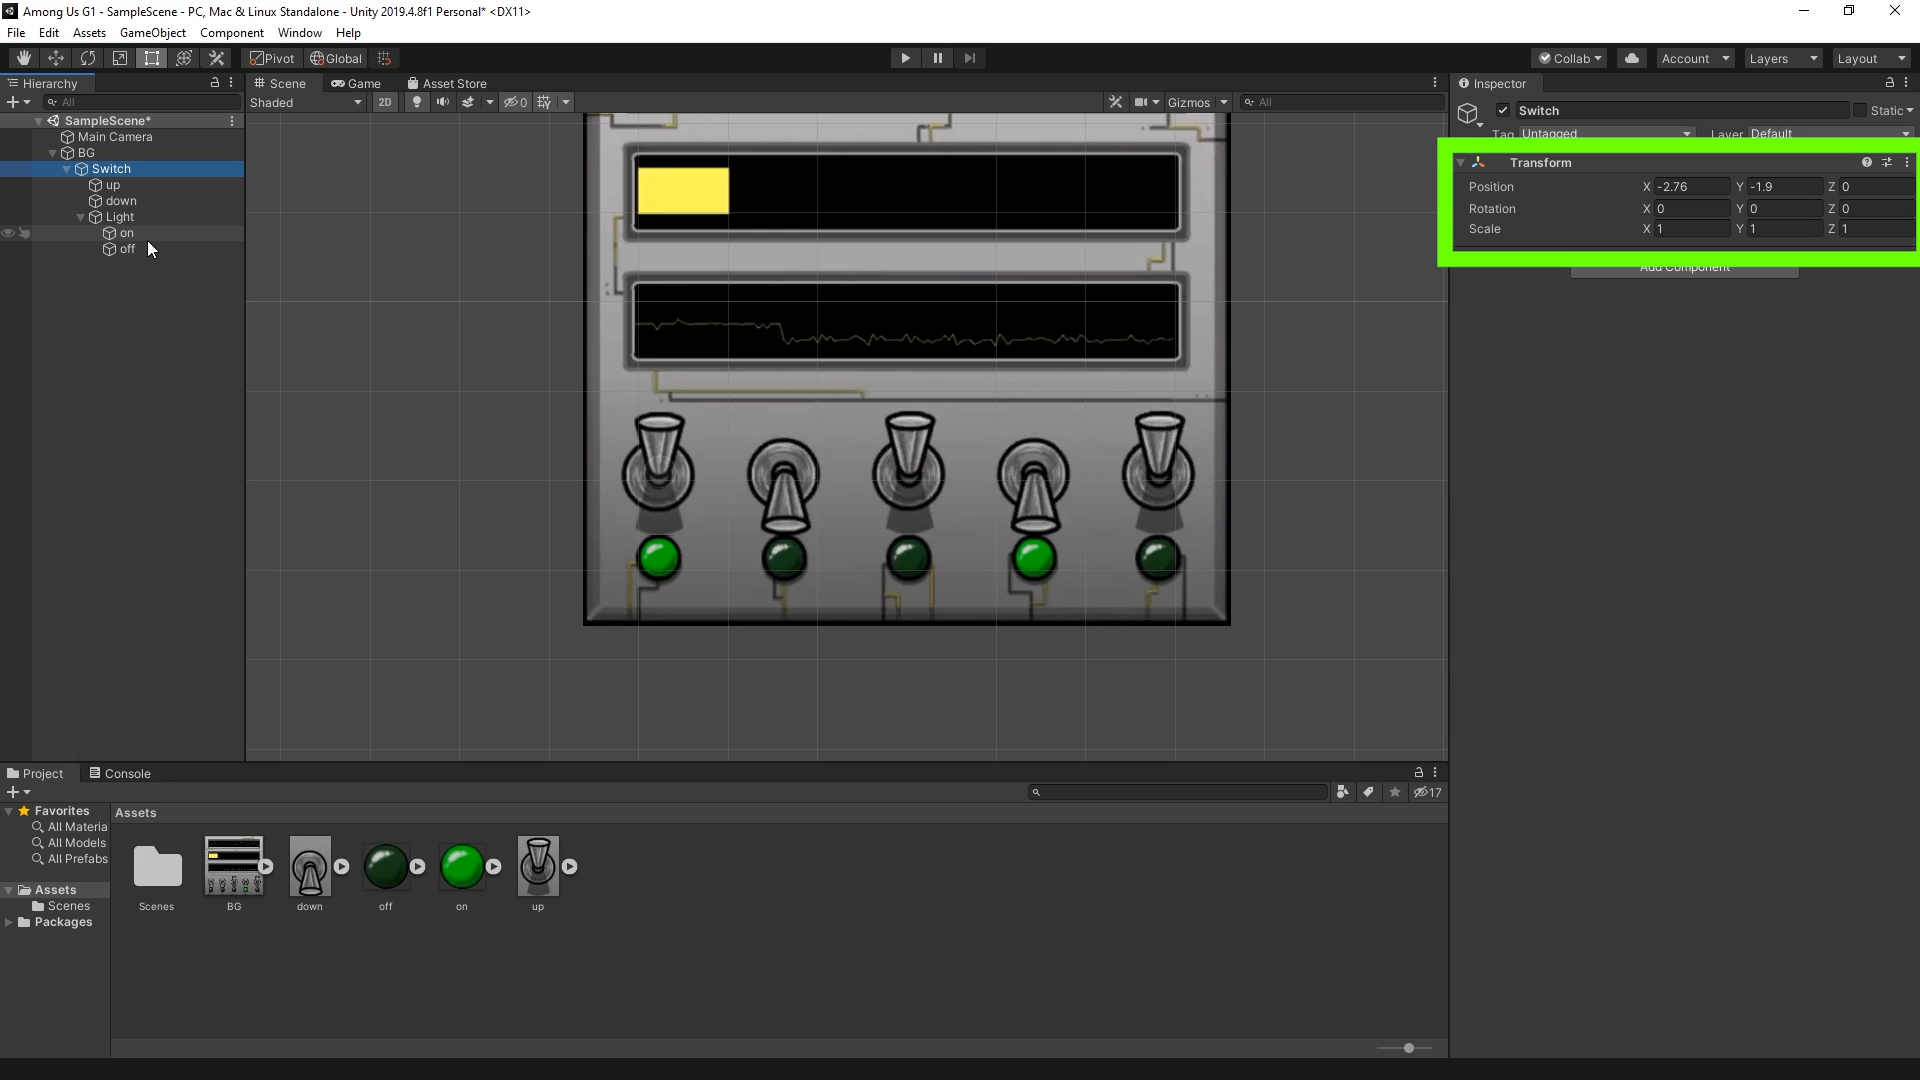 Among Us G1 - SampleScene - PC, Mac & Linux Standalone - Unity 2019.4.8f1 Personal* <DX11>
File Edit Assets GameObject Component Window Help
Pivot Global Collab Account Layers Layout
Hierarchy Scene Game Asset Store Inspector
All Shaded 2D 0 Gizmos All
Switch Static
Tag Untagged Layer Default
SampleScene*
Main Camera
BG
Switch
up
down
Light
on
off
Transform
Position X -2.76 Y -1.9 Z 0
Rotation X 0 Y 0 Z 0
Scale X 1 Y 1 Z 1
Add Component
Project Console
17
Favorites
All Materia
All Models
All Prefabs
Assets
Scenes
Packages
Assets
Scenes BG down off on up